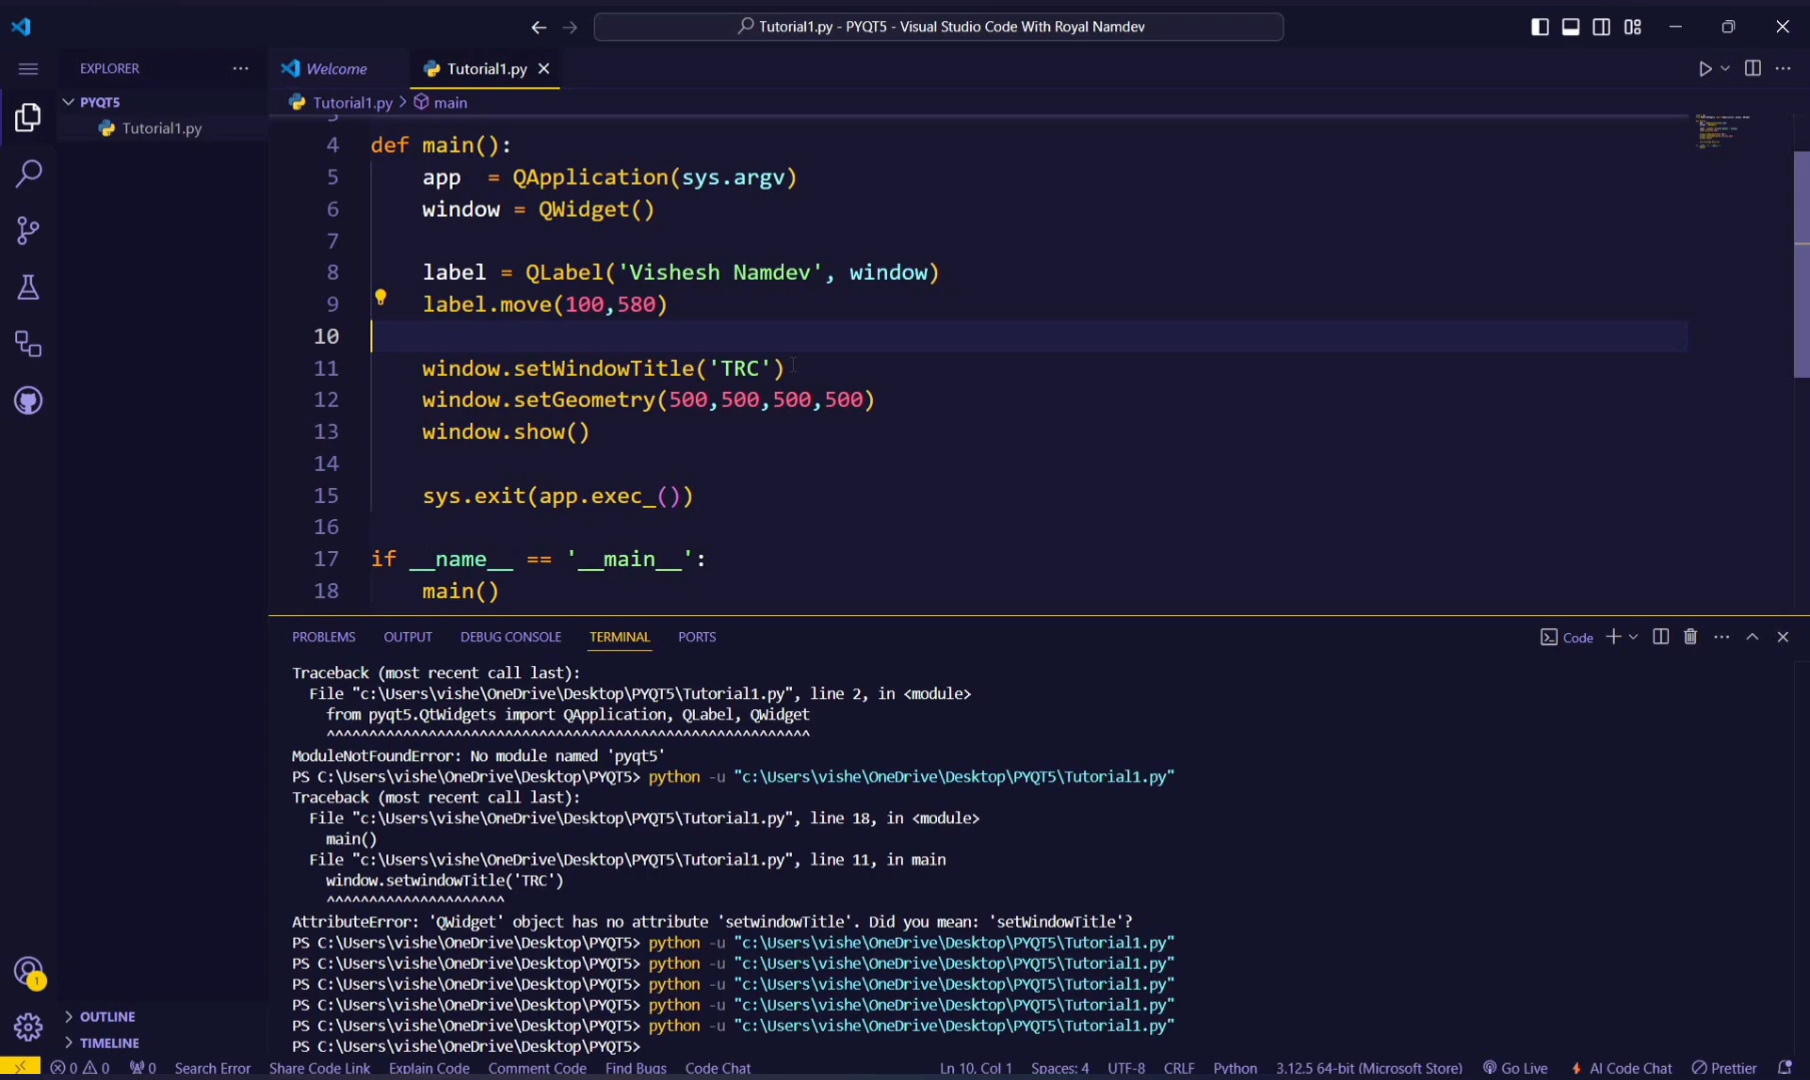 Tutorial1.py - PYQT5 - Visual Studio Code With Royal Namdev
EXPLORER
Welcome
Tutorial1.py
PYQT5
Tutorial1.py
Tutorial1.py > main
4 def main():
5 app = QApplication(sys.argv)
6 window = QWidget()
7
8 label = QLabel('Vishesh Namdev', window)
9 label.move(100,580)
10
11 window.setWindowTitle('TRC')
12 window.setGeometry(500,500,500,500)
13 window.show()
14
15 sys.exit(app.exec_())
16
17 if __name__ == '__main__':
18 main()
PROBLEMS OUTPUT DEBUG CONSOLE TERMINAL PORTS
Code
Traceback (most recent call last):
File "c:\Users\vishe\OneDrive\Desktop\PYQT5\Tutorial1.py", line 2, in <module>
from pyqt5.QtWidgets import QApplication, QLabel, QWidget
^^^^^^^^^^^^^^^^^^^^^^^^^^^^^^^^^^^^^^^^^^^^^^^^^^^^^^^^^
ModuleNotFoundError: No module named 'pyqt5'
PS C:\Users\vishe\OneDrive\Desktop\PYQT5> python -u "c:\Users\vishe\OneDrive\Desktop\PYQT5\Tutorial1.py"
Traceback (most recent call last):
File "c:\Users\vishe\OneDrive\Desktop\PYQT5\Tutorial1.py", line 18, in <module>
main()
File "c:\Users\vishe\OneDrive\Desktop\PYQT5\Tutorial1.py", line 11, in main
window.setwindowTitle('TRC')
^^^^^^^^^^^^^^^^^^^^^
AttributeError: 'QWidget' object has no attribute 'setwindowTitle'. Did you mean: 'setWindowTitle'?
PS C:\Users\vishe\OneDrive\Desktop\PYQT5> python -u "c:\Users\vishe\OneDrive\Desktop\PYQT5\Tutorial1.py"
PS C:\Users\vishe\OneDrive\Desktop\PYQT5> python -u "c:\Users\vishe\OneDrive\Desktop\PYQT5\Tutorial1.py"
PS C:\Users\vishe\OneDrive\Desktop\PYQT5> python -u "c:\Users\vishe\OneDrive\Desktop\PYQT5\Tutorial1.py"
PS C:\Users\vishe\OneDrive\Desktop\PYQT5> python -u "c:\Users\vishe\OneDrive\Desktop\PYQT5\Tutorial1.py"
PS C:\Users\vishe\OneDrive\Desktop\PYQT5> python -u "c:\Users\vishe\OneDrive\Desktop\PYQT5\Tutorial1.py"
PS C:\Users\vishe\OneDrive\Desktop\PYQT5>
1
OUTLINE
TIMELINE
0 0 0 Search Error Share Code Link Explain Code Comment Code Find Bugs Code Chat Ln 10, Col 1 Spaces: 4 UTF-8 CRLF Python 3.12.5 64-bit (Microsoft Store) Go Live AI Code Chat Prettier